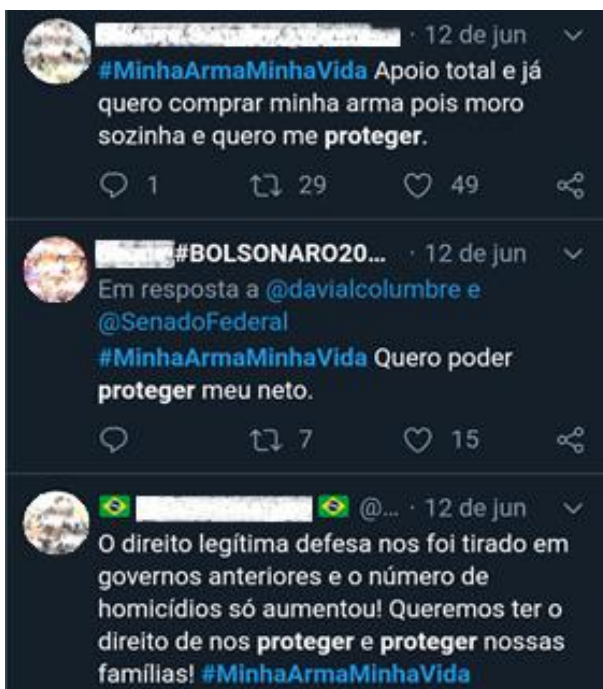 · 12 de jun
#MinhaArmaMinhaVida Apoio total e já
quero comprar minha arma pois moro
sozinha e quero me proteger.
1 29 49
#BOLSONARO20... · 12 de jun
Em resposta a @davialcolumbre e
@SenadoFederal
#MinhaArmaMinhaVida Quero poder
proteger meu neto.
7 15
@... · 12 de jun
O direito legítima defesa nos foi tirado em
governos anteriores e o número de
homicídios só aumentou! Queremos ter o
direito de nos proteger e proteger nossas
famílias! #MinhaArmaMinhaVida